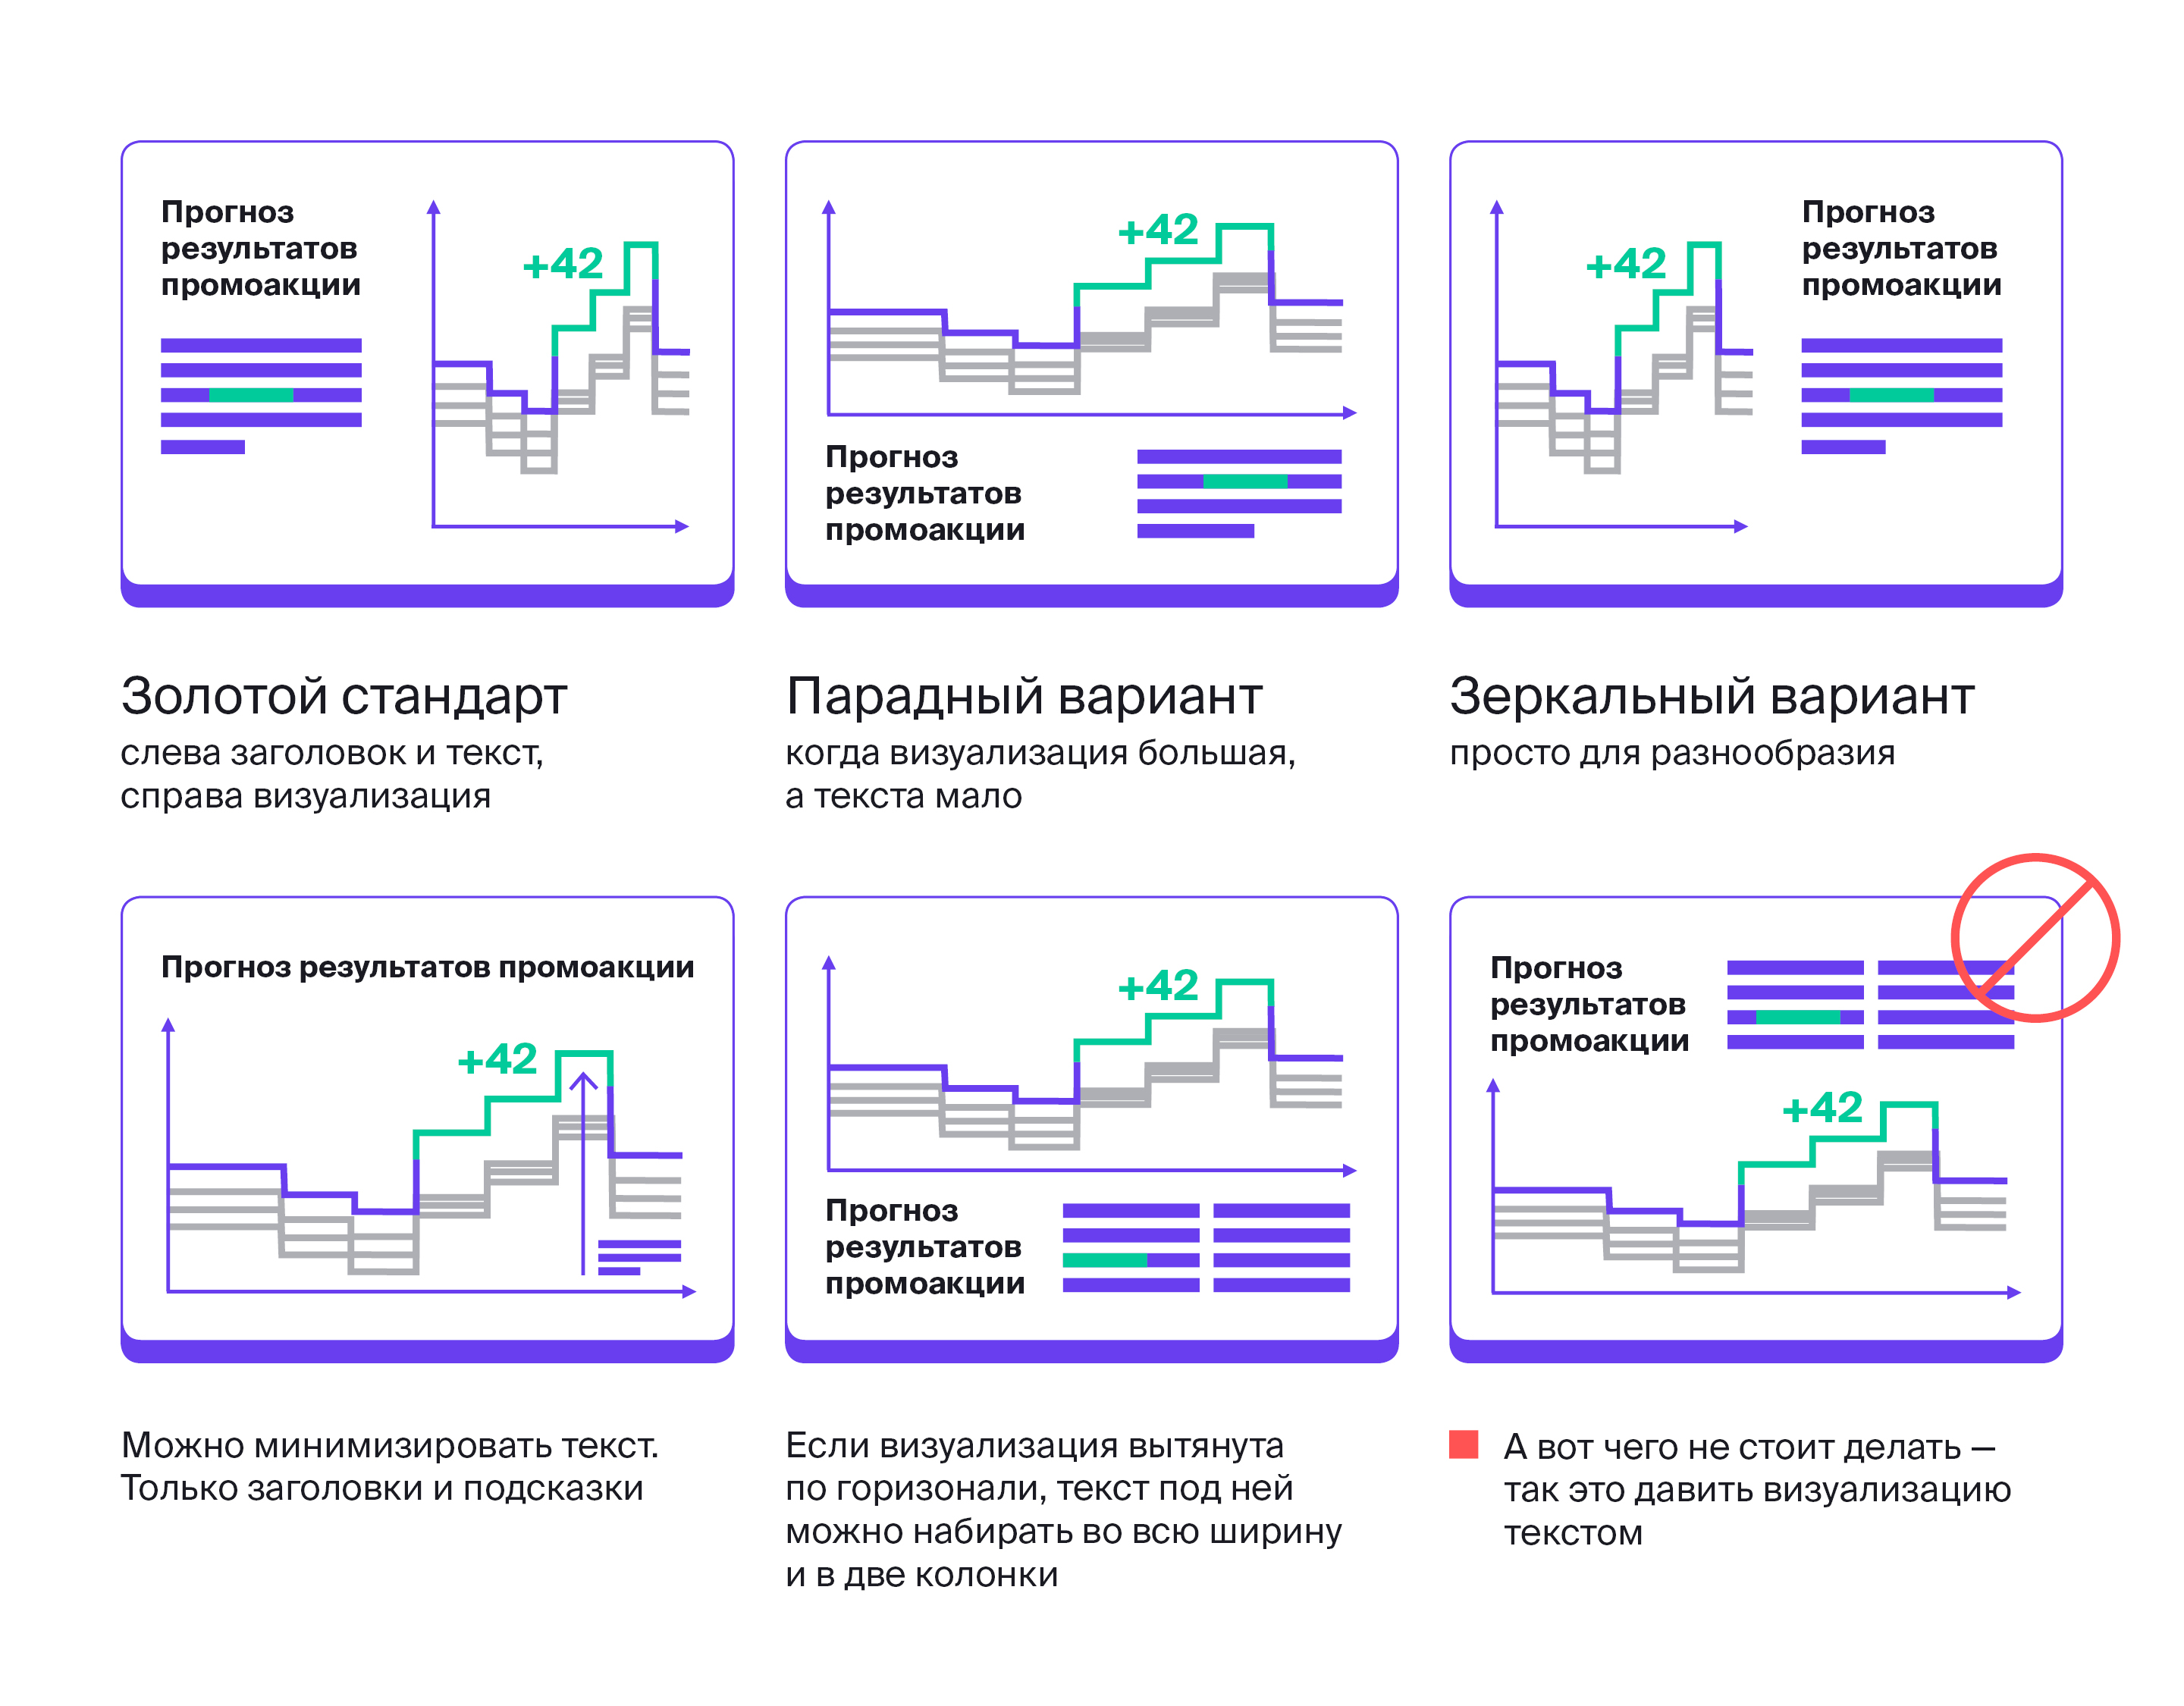 Прогноз
результатов
промоакции
+42
+42
Прогноз
результатов
промоакции
+42
Прогноз
результатов
промоакции
Золотой стандарт
слева заголовок и текст,
справа визуализация
Парадный вариант
когда визуализация большая,
а текста мало
Зеркальный вариант
просто для разнообразия
Прогноз результатов промоакции
+42
+42
Прогноз
результатов
промоакции
Прогноз
результатов
промоакции
+42
Можно минимизировать текст.
Только заголовки и подсказки
Если визуализация вытянута
по горизонали, текст под ней
можно набирать во всю ширину
и в две колонки
А вот чего не стоит делать —
так это давить визуализацию
текстом